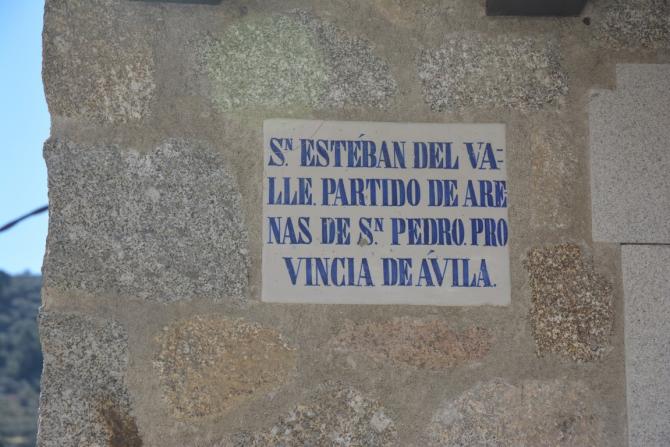 Sᴺ ESTÉBAN DEL VA-
LLE. PARTIDO DE ARE
NAS DE Sᴺ PEDRO. PRO
VINCIA DE ÁVILA.